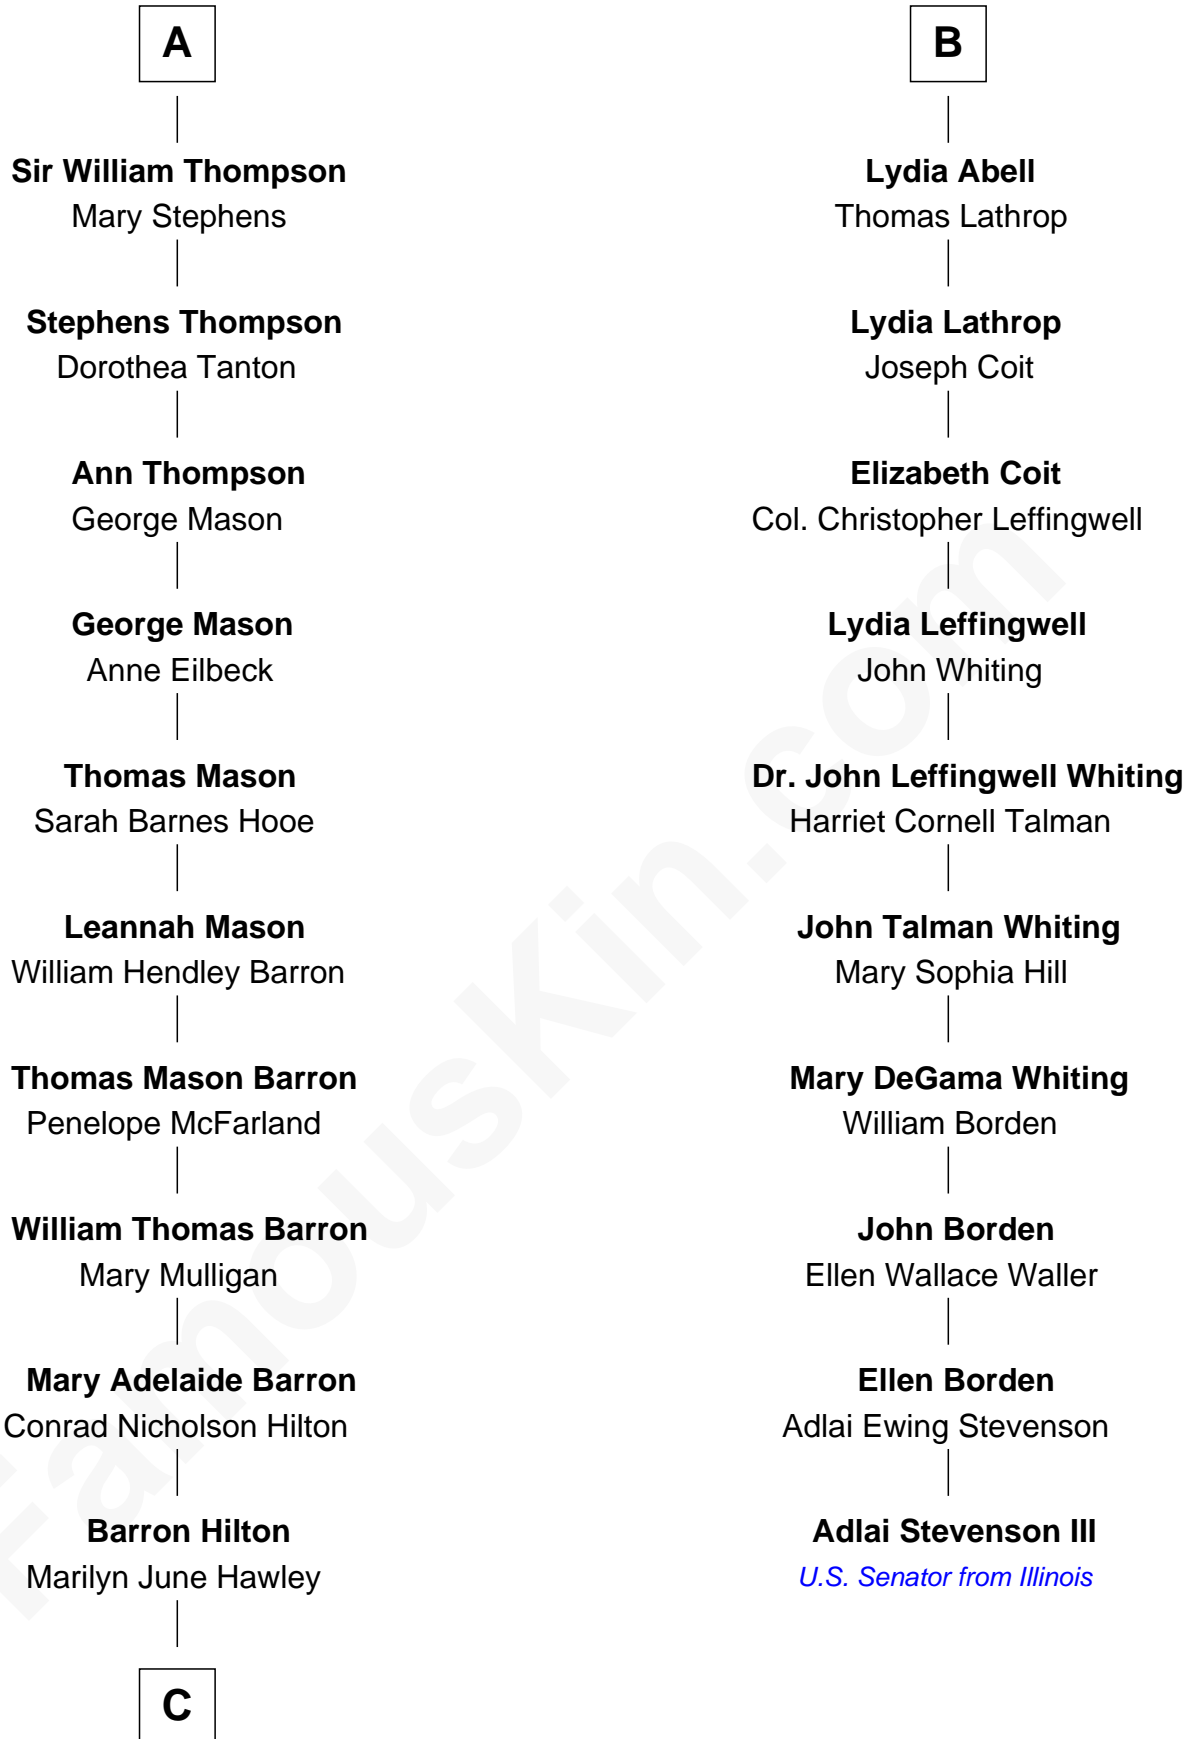 A
Sir William Thompson
Mary Stephens
Stephens Thompson
Dorothea Tanton
Ann Thompson
George Mason
George Mason
Anne Eilbeck
Thomas Mason
Sarah Barnes Hooe
Leannah Mason
William Hendley Barron
Thomas Mason Barron
Penelope McFarland
William Thomas Barron
Mary Mulligan
Mary Adelaide Barron
Conrad Nicholson Hilton
Barron Hilton
Marilyn June Hawley
C
B
Lydia Abell
Thomas Lathrop
Lydia Lathrop
Joseph Coit
Elizabeth Coit
Col. Christopher Leffingwell
Lydia Leffingwell
John Whiting
Dr. John Leffingwell Whiting
Harriet Cornell Talman
John Talman Whiting
Mary Sophia Hill
Mary DeGama Whiting
William Borden
John Borden
Ellen Wallace Waller
Ellen Borden
Adlai Ewing Stevenson
Adlai Stevenson III
U.S. Senator from Illinois
FamousKin.com